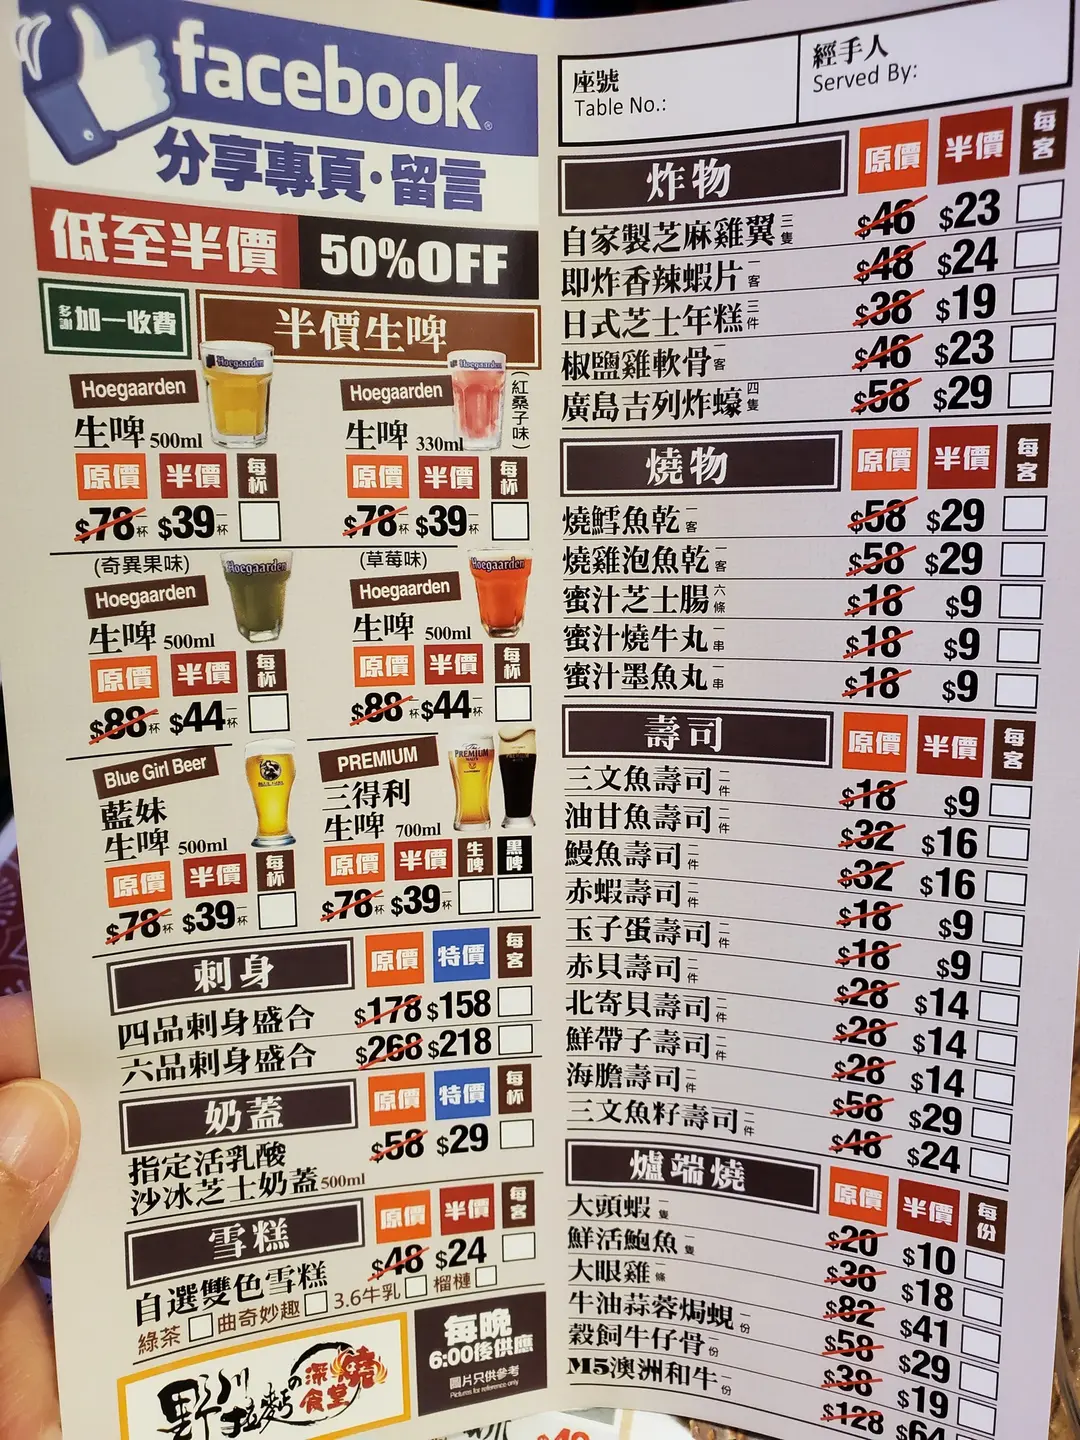 facebook
分享專頁·留言
低至半價 50%OFF
多謝加一收費
半價生啤
Hoegaarden
生啤 500ml
原價 半價 每杯
$78一杯 $39一杯
Hoegaarden
(紅桑子味)
生啤 330ml
原價 半價 每杯
$78一杯 $39一杯
(奇異果味)
Hoegaarden
生啤 500ml
原價 半價 每杯
$88一杯 $44一杯
(草莓味)
Hoegaarden
生啤 500ml
原價 半價 每杯
$88一杯 $44一杯
Blue Girl Beer
藍妹
生啤 500ml
原價 半價 每杯
$78一杯 $39一杯
PREMIUM
三得利
生啤 700ml
原價 半價 生啤 黑啤
$78一杯 $39一杯
刺身 原價 特價 每客
四品刺身盛合 $178 $158
六品刺身盛合 $268 $218
奶蓋 原價 特價 每杯
指定活乳酸
沙冰芝士奶蓋 500ml $58 $29
雪糕 原價 半價 每客
自選雙色雪糕 $48 $24
綠茶 曲奇妙趣 3.6牛乳 榴槤
野川拉麵の深燒食堂
每晚
6:00後供應
圖片只供參考
Pictures for reference only
座號
Table No.:
經手人
Served By:
炸物 原價 半價 每客
自家製芝麻雞翼三隻 $46 $23
即炸香辣蝦片一客 $48 $24
日式芝士年糕三件 $38 $19
椒鹽雞軟骨一客 $46 $23
廣島吉列炸蠔四隻 $58 $29
燒物 原價 半價 每客
燒鱈魚乾一客 $58 $29
燒雞泡魚乾一客 $58 $29
蜜汁芝士腸六條 $18 $9
蜜汁燒牛丸一串 $18 $9
蜜汁墨魚丸一串 $18 $9
壽司 原價 半價 每客
三文魚壽司二件 $18 $9
油甘魚壽司二件 $32 $16
鰻魚壽司二件 $32 $16
赤蝦壽司二件 $18 $9
玉子蛋壽司二件 $18 $9
赤貝壽司二件 $28 $14
北寄貝壽司二件 $28 $14
鮮帶子壽司二件 $28 $14
海膽壽司二件 $58 $29
三文魚籽壽司二件 $48 $24
爐端燒 原價 半價 每份
大頭蝦一隻 $20 $10
鮮活鮑魚一隻 $36 $18
大眼雞一條 $82 $41
牛油蒜蓉焗蜆一份 $58 $29
穀飼牛仔骨一份 $38 $19
M5澳洲和牛一份 $128 $64